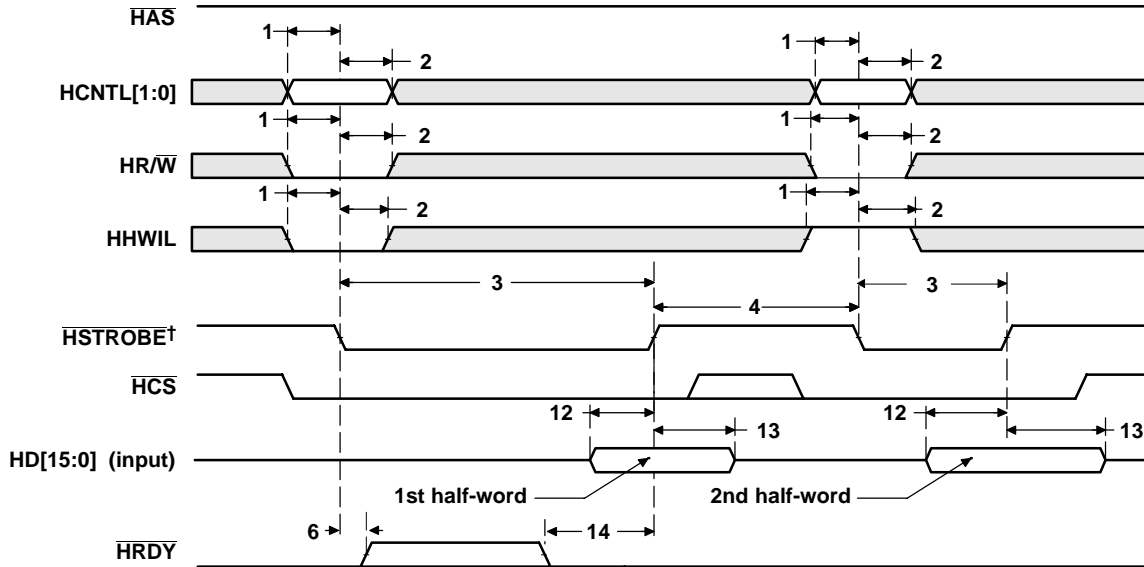 HAS
1 1
2 2
HCNTL[1:0]
1 1
2 2
HR/W
1 1
2 2
HHWIL
3 3
4
HSTROBE†
HCS
12 12
13 13
HD[15:0] (input)
1st half-word 2nd half-word
6 14
HRDY